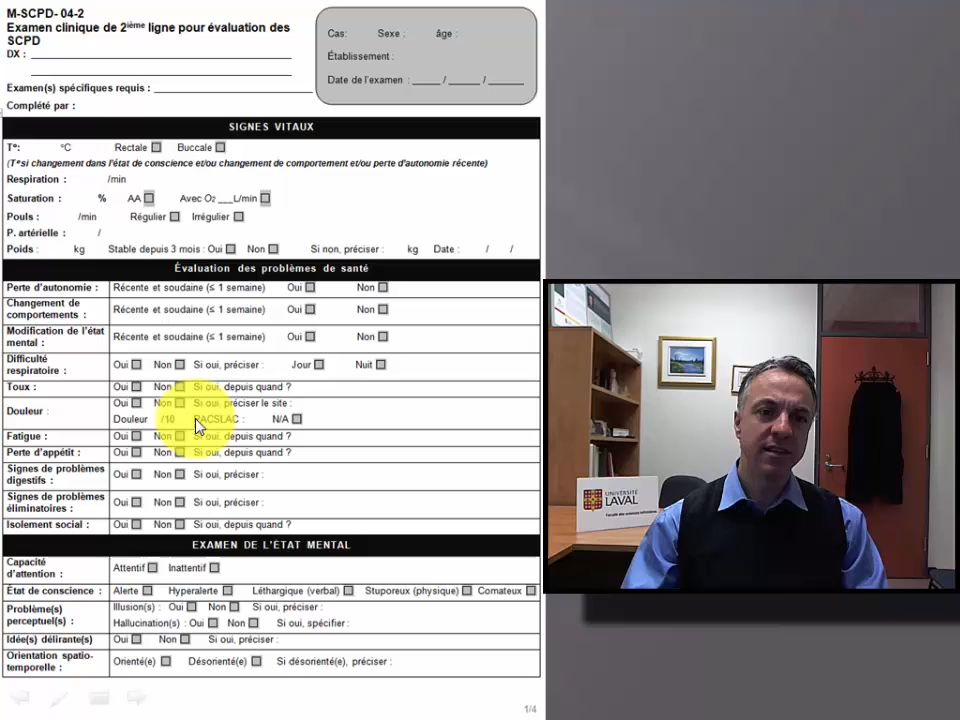 M-SCPD- 04-2
Examen clinique de 2ième ligne pour évaluation des
SCPD
DX :
Examen(s) spécifiques requis :
Complété par :
Cas: Sexe : âge :
Établissement :
Date de l'examen : _____ / ______ / _______
SIGNES VITAUX
T°: °C Rectale Buccale
(T° si changement dans l'état de conscience et/ou changement de comportement et/ou perte d'autonomie récente)
Respiration : /min
Saturation : % AA Avec O2 ___L/min
Pouls : /min Régulier Irrégulier
P. artérielle : /
Poids : kg Stable depuis 3 mois : Oui Non Si non, préciser : kg Date : / /
Évaluation des problèmes de santé
Perte d'autonomie : Récente et soudaine (≤ 1 semaine) Oui Non
Changement de
comportements : Récente et soudaine (≤ 1 semaine) Oui Non
Modification de l'état
mental : Récente et soudaine (≤ 1 semaine) Oui Non
Difficulté
respiratoire : Oui Non Si oui, préciser : Jour Nuit
Toux : Oui Non Si oui, depuis quand ?
Douleur : Oui Non Si oui, préciser le site :
Douleur /10 PACSLAC : N/A
Fatigue : Oui Non Si oui, depuis quand ?
Perte d'appétit : Oui Non Si oui, depuis quand ?
Signes de problèmes
digestifs : Oui Non Si oui, préciser :
Signes de problèmes
éliminatoires : Oui Non Si oui, préciser :
Isolement social : Oui Non Si oui, depuis quand ?
EXAMEN DE L'ÉTAT MENTAL
Capacité
d'attention : Attentif Inattentif
État de conscience : Alerte Hyperalerte Léthargique (verbal) Stuporeux (physique) Comateux
Problème(s)
perceptuel(s) : Illusion(s) : Oui Non Si oui, préciser :
Hallucination(s) : Oui Non Si oui, spécifier :
Idée(s) délirante(s) Oui Non Si oui, préciser :
Orientation spatio-
temporelle : Orienté(e) Désorienté(e) Si désorienté(e), préciser :
1/4
UNIVERSITÉ
LAVAL